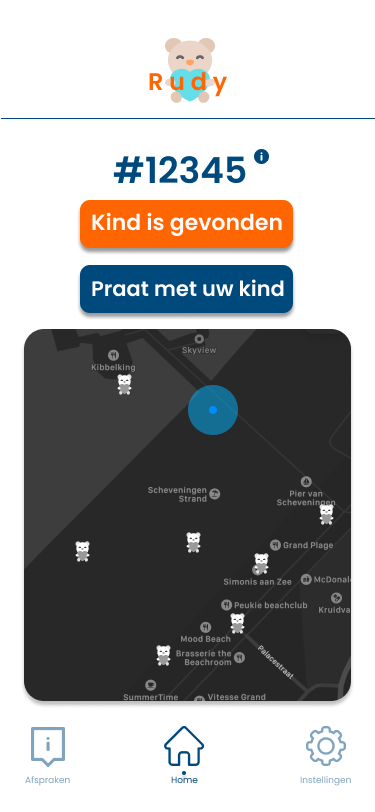 Rudy
#12345
Kind is gevonden
Praat met uw kind
Skyview
Kibbelking
Scheveningen
Strand
Pier van
Scheveningen
Grand Plage
Simonis aan Zee
McDonal
Peukie beachclub
Kruidva
Mood Beach
Brasserie the
Beachroom
Palacestraat
SummerTime
Vitesse Grand
Afspraken
Home
Instellingen